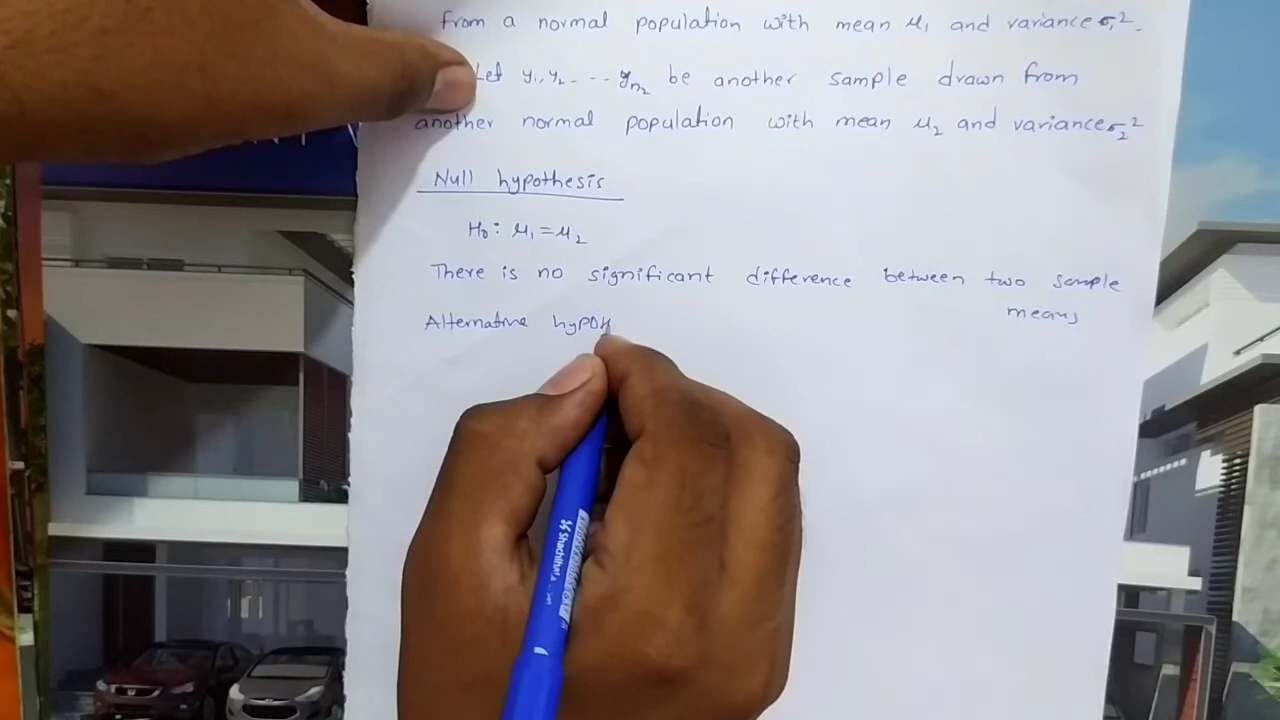 from a normal population with mean μ₁ and variance σ₁².
Let y₁, y₂ - - - yₙ₂ be another sample drawn from
another normal population with mean μ₂ and variance σ₂²
Null hypothesis
H₀: μ₁ = μ₂
There is no significant difference between two sample
means
Alternative hypoth